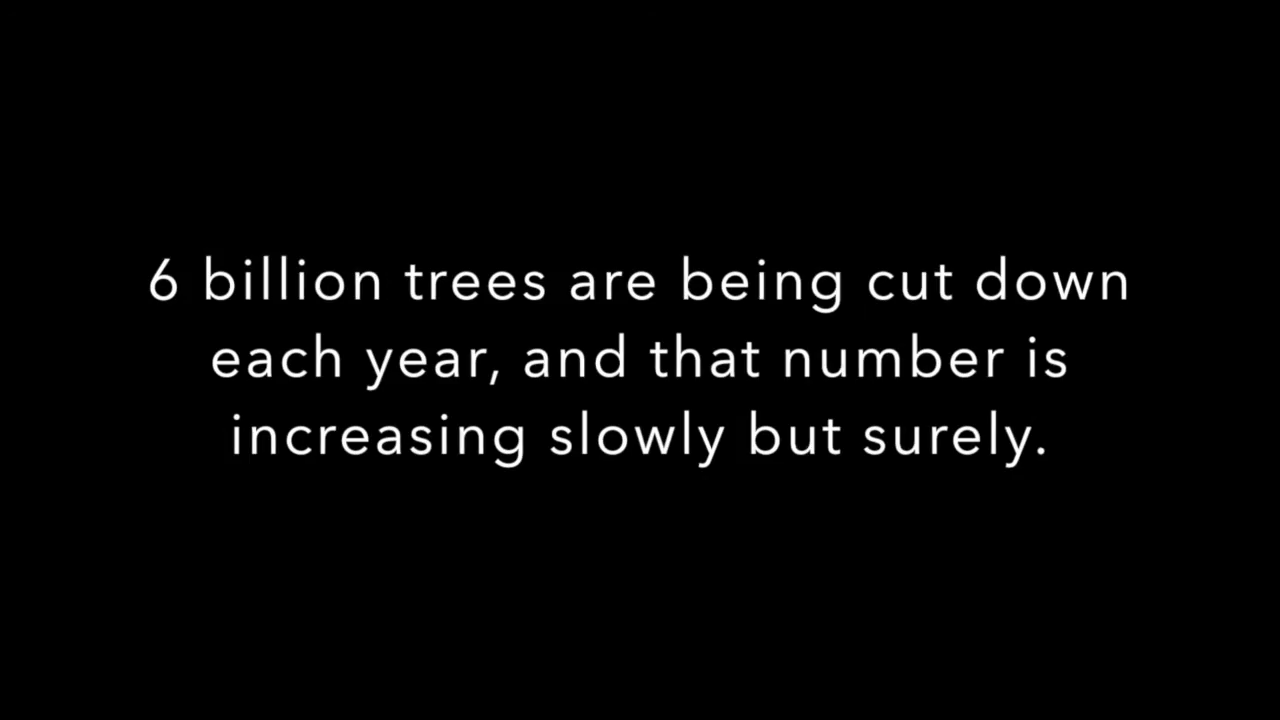 6 billion trees are being cut down
each year, and that number is
increasing slowly but surely.